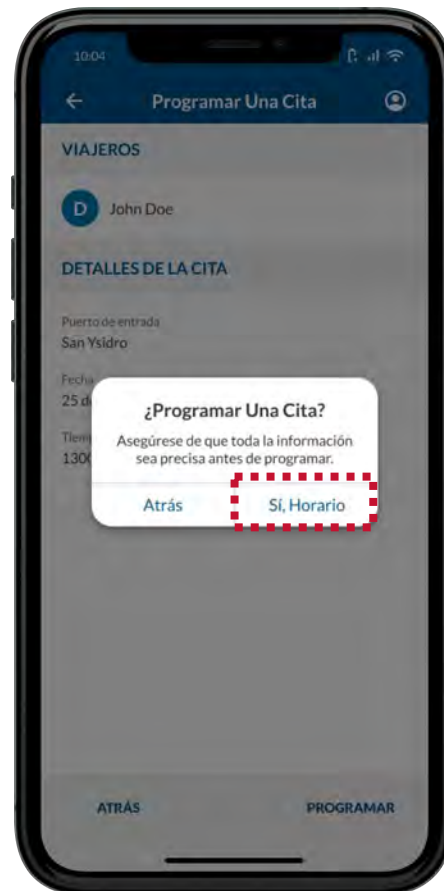 10:04
Programar Una Cita
VIAJEROS
D John Doe
DETALLES DE LA CITA
Puerto de entrada
San Ysidro
Fecha
25 d
¿Programar Una Cita?
Tiem
Asegúrese de que toda la información
1300
sea precisa antes de programar.
Atrás Sí, Horario
ATRÁS PROGRAMAR